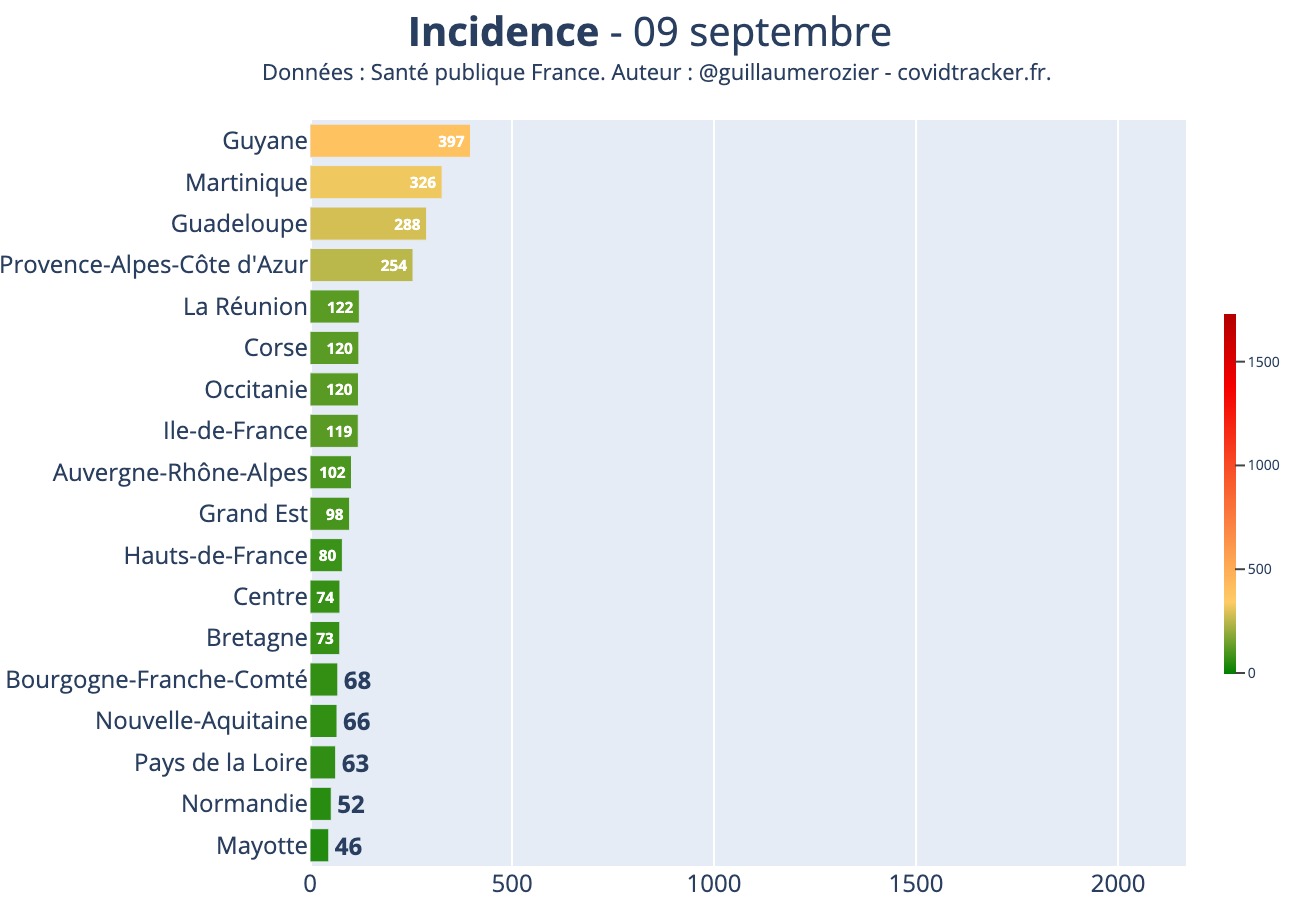 Incidence - 09 septembre
Données : Santé publique France. Auteur : @guillaumerozier - covidtracker.fr.
Guyane 397
Martinique 326
Guadeloupe 288
Provence-Alpes-Côte d'Azur 254
La Réunion 122
Corse 120
Occitanie 120
Ile-de-France 119
Auvergne-Rhône-Alpes 102
Grand Est 98
Hauts-de-France 80
Centre 74
Bretagne 73
Bourgogne-Franche-Comté 68
Nouvelle-Aquitaine 66
Pays de la Loire 63
Normandie 52
Mayotte 46
0 500 1000 1500 2000
1500
1000
500
0